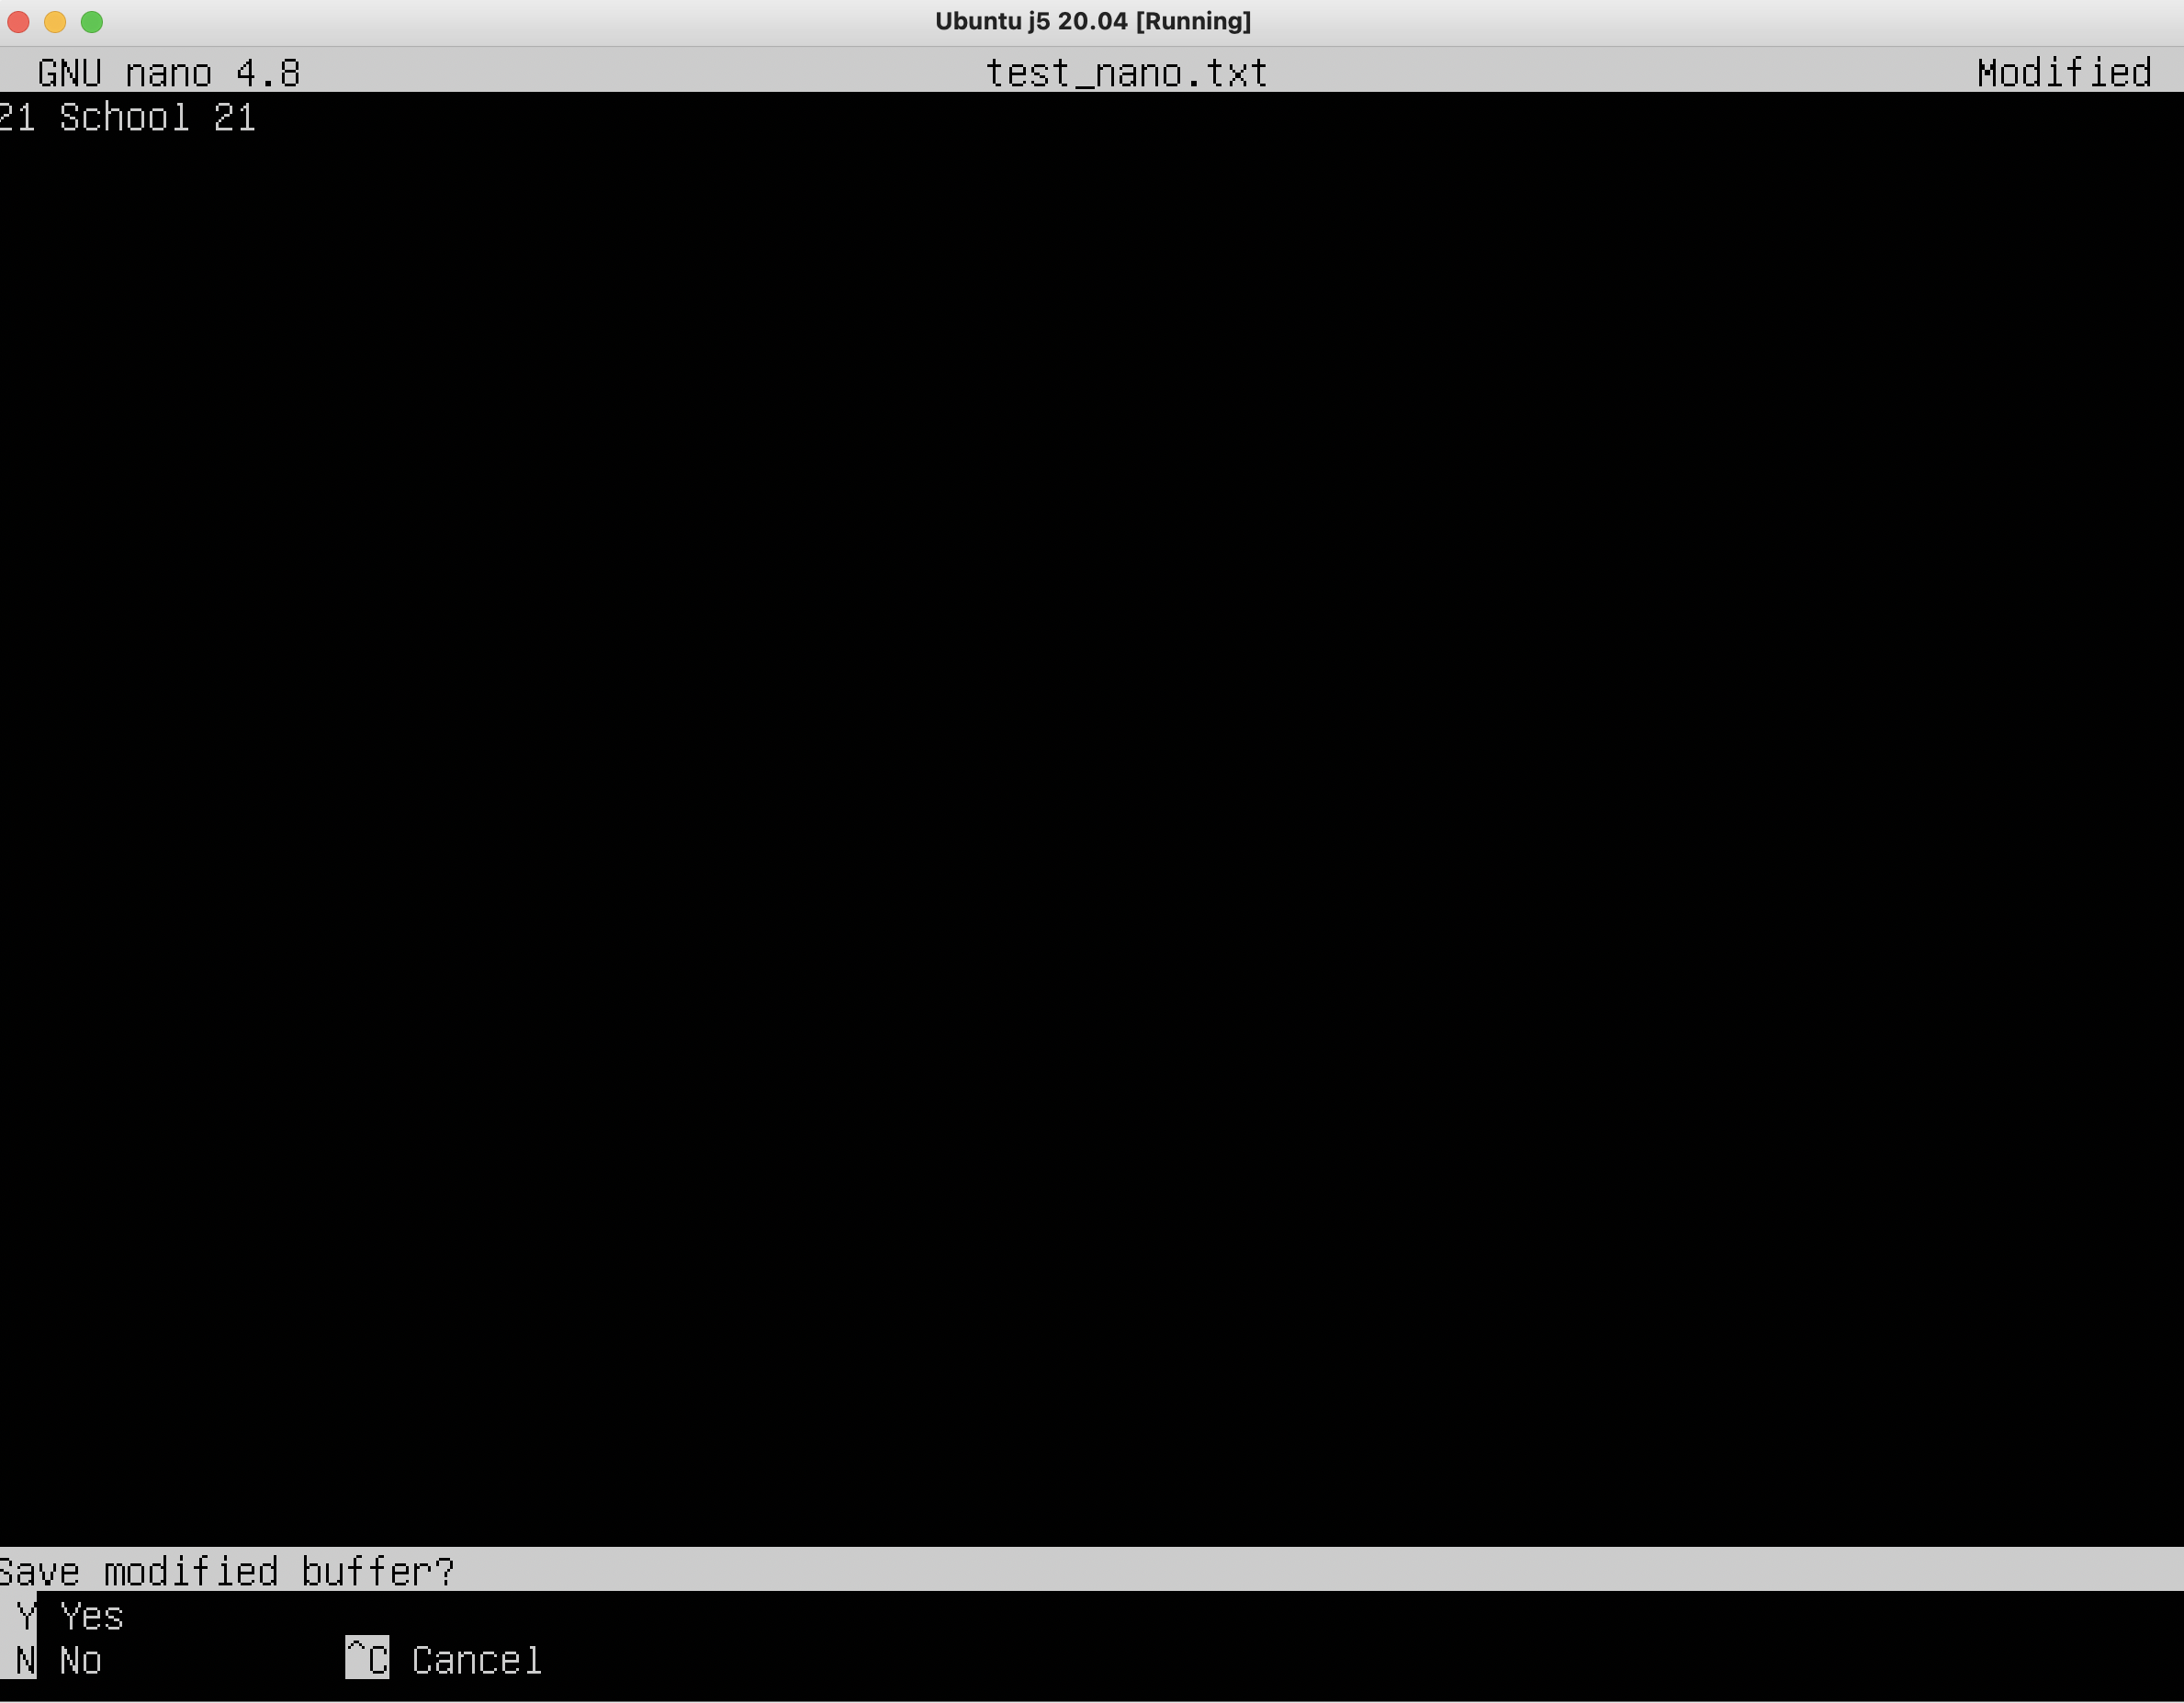 Ubuntu j5 20.04 [Running]
GNU nano 4.8 test_nano.txt Modified
21 School 21
Save modified buffer?
Y Yes
N No ^C Cancel